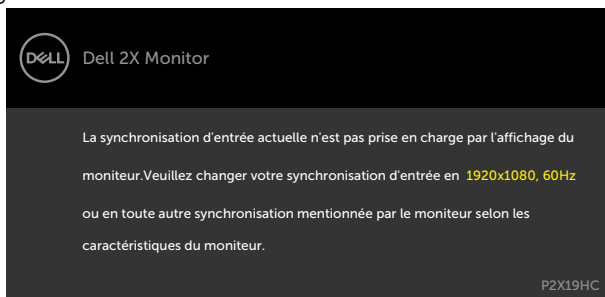 DELL
Dell 2X Monitor
La synchronisation d'entrée actuelle n'est pas prise en charge par l'affichage du
moniteur.Veuillez changer votre synchronisation d'entrée en 1920x1080, 60Hz
ou en toute autre synchronisation mentionnée par le moniteur selon les
caractéristiques du moniteur.
P2X19HC